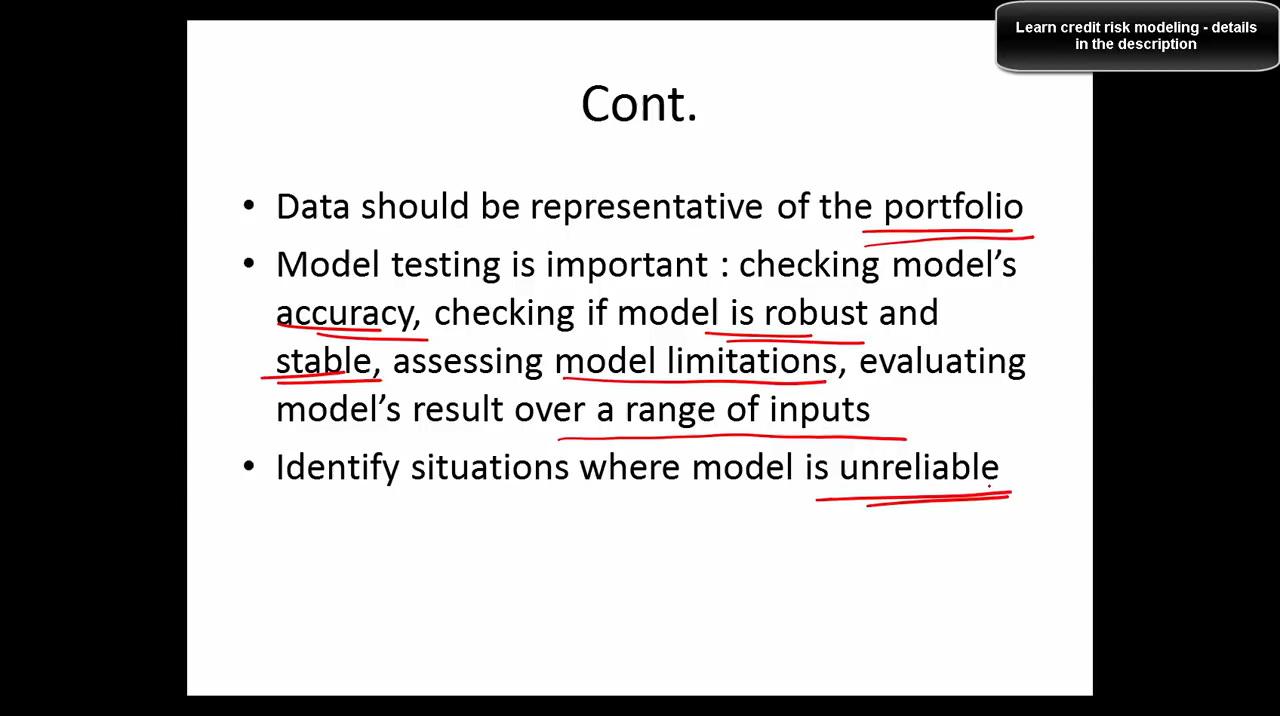 Learn credit risk modeling - details
in the description
Cont.
• Data should be representative of the portfolio
• Model testing is important : checking model’s
accuracy, checking if model is robust and
stable, assessing model limitations, evaluating
model’s result over a range of inputs
• Identify situations where model is unreliable